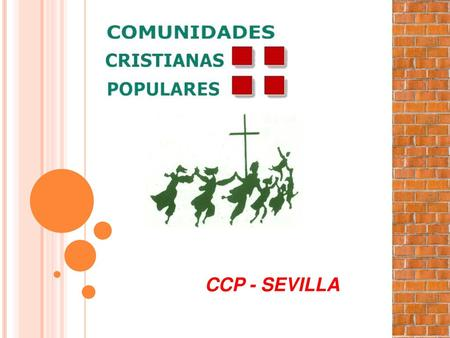 COMUNIDADES
CRISTIANAS
POPULARES
CCP - SEVILLA